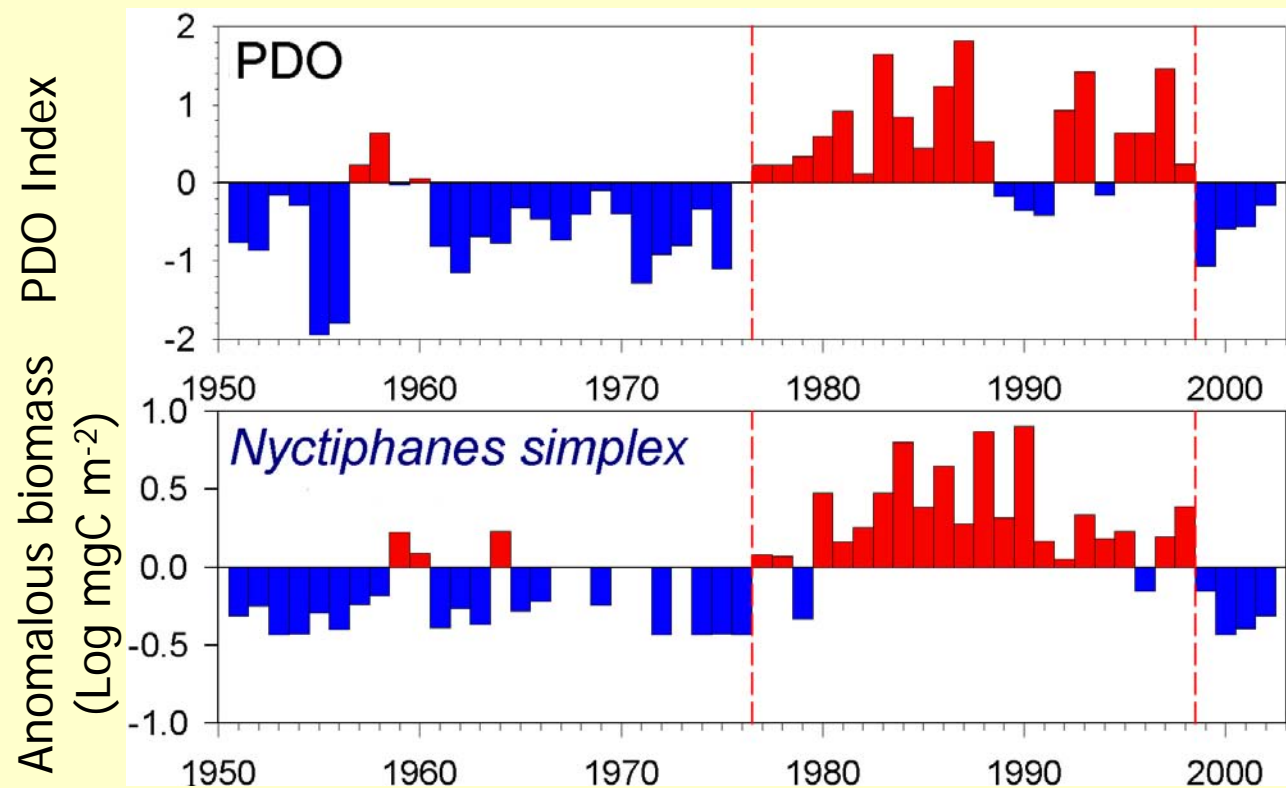 PDO Index
2
1
0
-1
-2
PDO
1950 1960 1970 1980 1990 2000
Anomalous biomass
(Log mgC m-2)
1.0
0.5
0.0
-0.5
-1.0
Nyctiphanes simplex
1950 1960 1970 1980 1990 2000